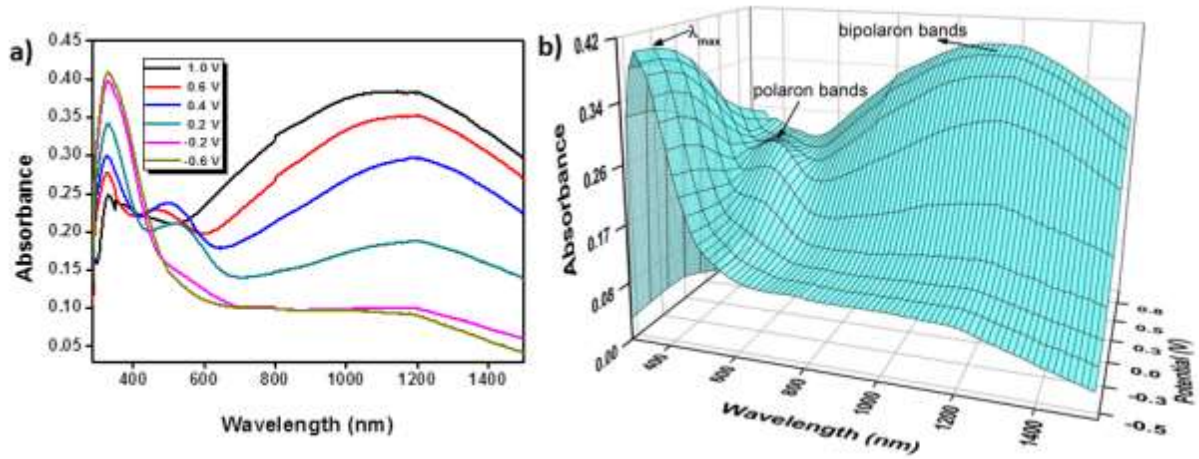 a)
0.45
0.40
0.35
0.30
0.25
0.20
0.15
0.10
0.05
Absorbance
1.0 V
0.6 V
0.4 V
0.2 V
-0.2 V
-0.6 V
400 600 800 1000 1200 1400
Wavelength (nm)
b)
λmax
bipolaron bands
polaron bands
0.42
0.34
0.26
0.17
0.08
0.00
Absorbance
400 600 800 1000 1200 1400
Wavelength (nm)
0.5
0.3
0.0
-0.3
-0.5
Potential (V)